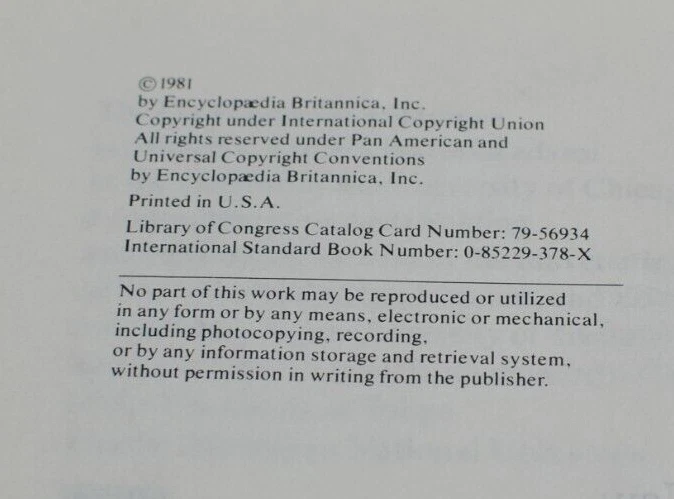 © 1981
by Encyclopædia Britannica, Inc.
Copyright under International Copyright Union
All rights reserved under Pan American and
Universal Copyright Conventions
by Encyclopædia Britannica, Inc.
Printed in U.S.A.
Library of Congress Catalog Card Number: 79-56934
International Standard Book Number: 0-85229-378-X
No part of this work may be reproduced or utilized
in any form or by any means, electronic or mechanical,
including photocopying, recording,
or by any information storage and retrieval system,
without permission in writing from the publisher.